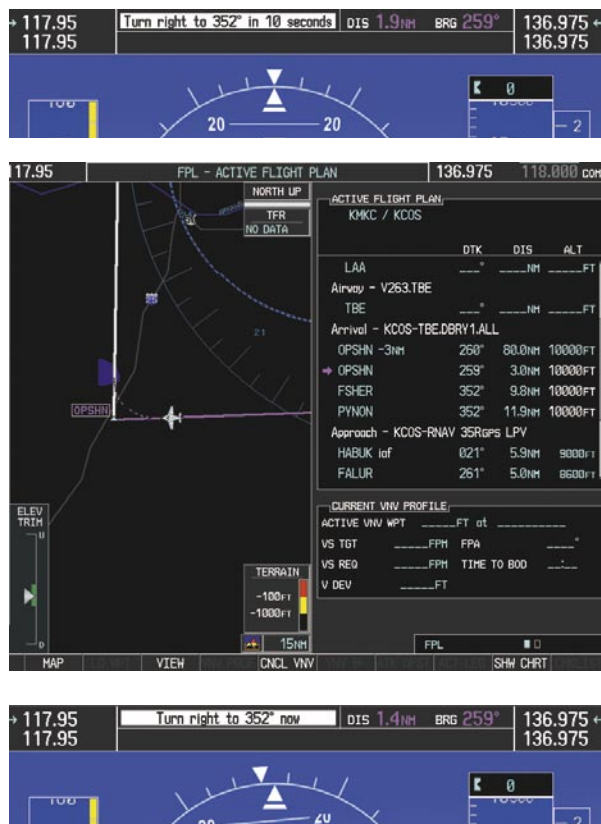 → 117.95 Turn right to 352° in 10 seconds DIS 1.9NM BRG 259° 136.975 ←
117.95 136.975
0
20 20
2
117.95 FPL - ACTIVE FLIGHT PLAN 136.975 118.000 COM
NORTH UP
TFR
NO DATA
21
OPSHN
ELEV
TRIM
U
D
TERRAIN
-100FT
-1000FT
15NM
ACTIVE FLIGHT PLAN
KMKC / KCOS
DTK DIS ALT
LAA ___° ____NM _____FT
Airway - V263.TBE
TBE ___° ____NM _____FT
Arrival - KCOS-TBE.DBRY1.ALL
OPSHN -3NM 260° 80.0NM 10000FT
→ OPSHN 259° 3.0NM 10000FT
FSHER 352° 9.8NM 10000FT
PYNON 352° 11.9NM 10000FT
Approach - KCOS-RNAV 35RGPS LPV
HABUK iaf 021° 5.9NM 9000FT
FALUR 261° 5.0NM 8600FT
CURRENT VNV PROFILE
ACTIVE VNV WPT _____FT at __________
VS TGT _____FPM FPA ____°
VS REQ _____FPM TIME TO BOD __:__
V DEV _____FT
FPL
MAP VIEW CNCL VNV SHW CHRT
→ 117.95 Turn right to 352° now DIS 1.4NM BRG 259° 136.975 ←
117.95 136.975
0
20
2